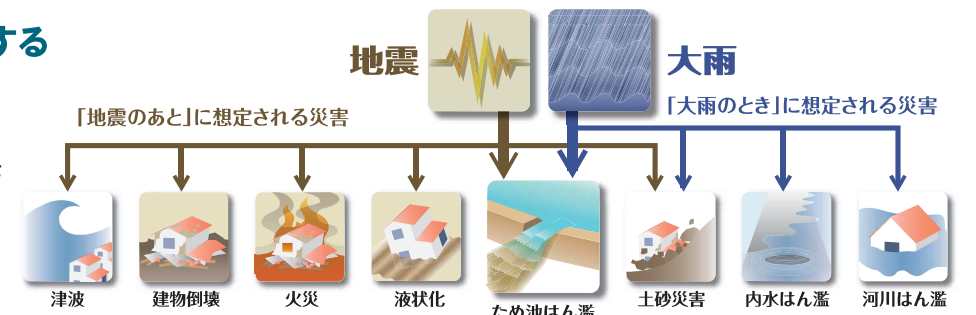 する
地震
大雨
「地震のあと」に想定される災害
「大雨のとき」に想定される災害
津波
建物倒壊
火災
液状化
ため池はん濫
土砂災害
内水はん濫
河川はん濫